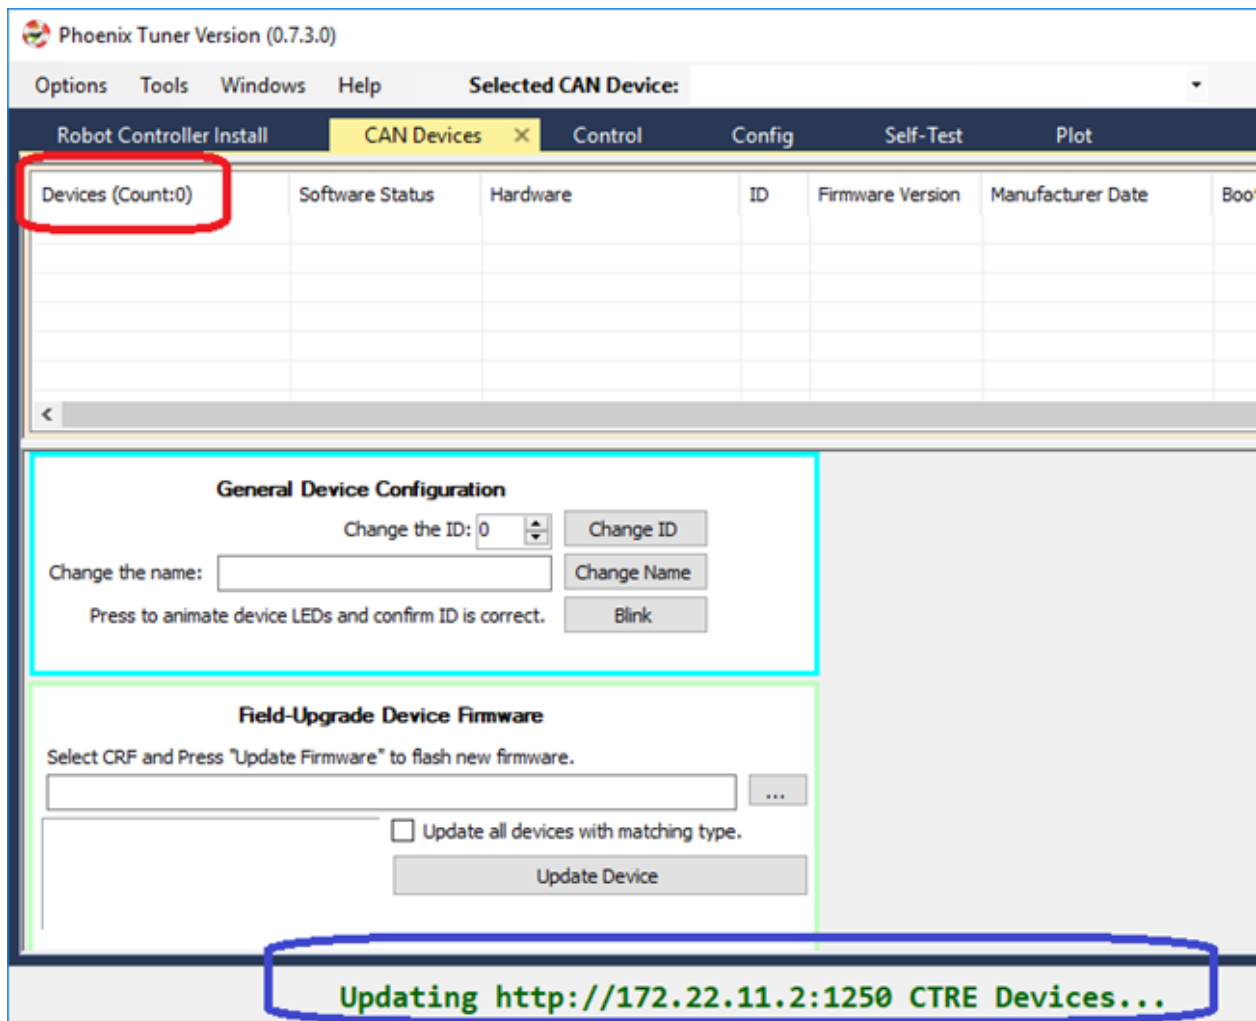 Phoenix Tuner Version (0.7.3.0)
Options Tools Windows Help Selected CAN Device:
Robot Controller Install CAN Devices Control Config Self-Test Plot
Devices (Count:0) Software Status Hardware ID Firmware Version Manufacturer Date Boo
General Device Configuration
Change the ID: 0 Change ID
Change the name: Change Name
Press to animate device LEDs and confirm ID is correct. Blink
Field-Upgrade Device Firmware
Select CRF and Press "Update Firmware" to flash new firmware.
...
Update all devices with matching type.
Update Device
Updating http://172.22.11.2:1250 CTRE Devices...